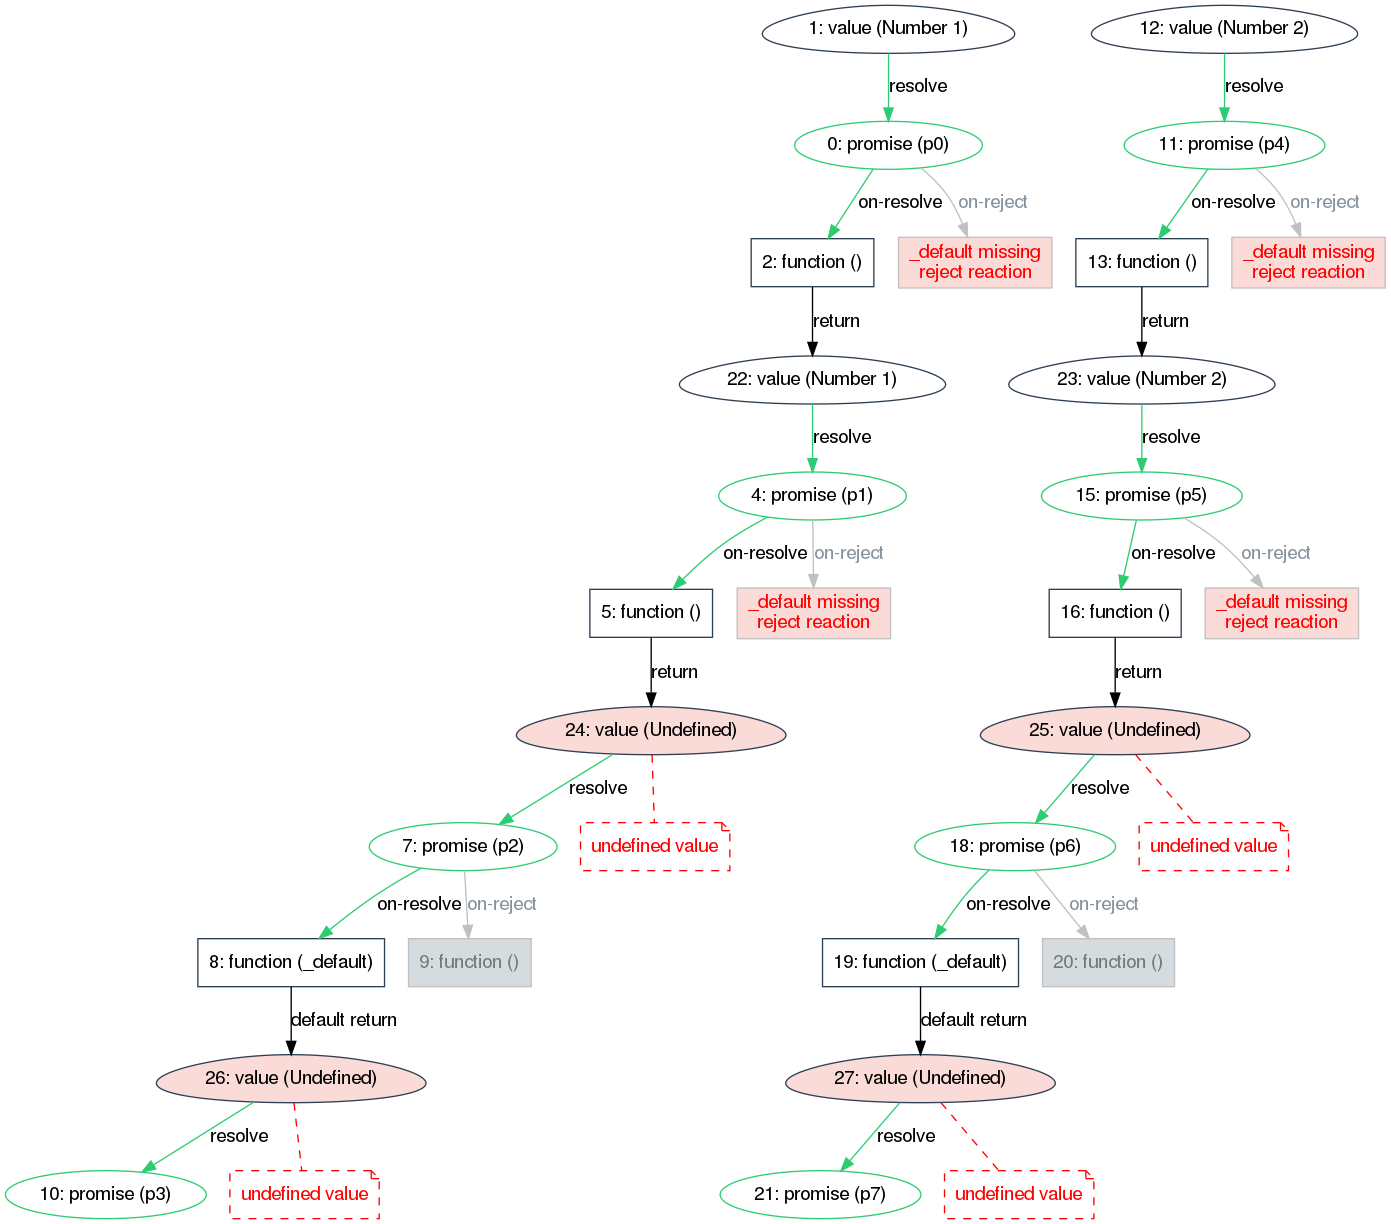 1: value (Number 1)
12: value (Number 2)
resolve
resolve
0: promise (p0)
11: promise (p4)
on-resolve
on-reject
on-resolve
on-reject
2: function ()
_default missing
reject reaction
13: function ()
_default missing
reject reaction
return
return
22: value (Number 1)
23: value (Number 2)
resolve
resolve
4: promise (p1)
15: promise (p5)
on-resolve
on-reject
on-resolve
on-reject
5: function ()
_default missing
reject reaction
16: function ()
_default missing
reject reaction
return
return
24: value (Undefined)
25: value (Undefined)
resolve
resolve
7: promise (p2)
undefined value
18: promise (p6)
undefined value
on-resolve
on-reject
on-resolve
on-reject
8: function (_default)
9: function ()
19: function (_default)
20: function ()
default return
default return
26: value (Undefined)
27: value (Undefined)
resolve
resolve
10: promise (p3)
undefined value
21: promise (p7)
undefined value